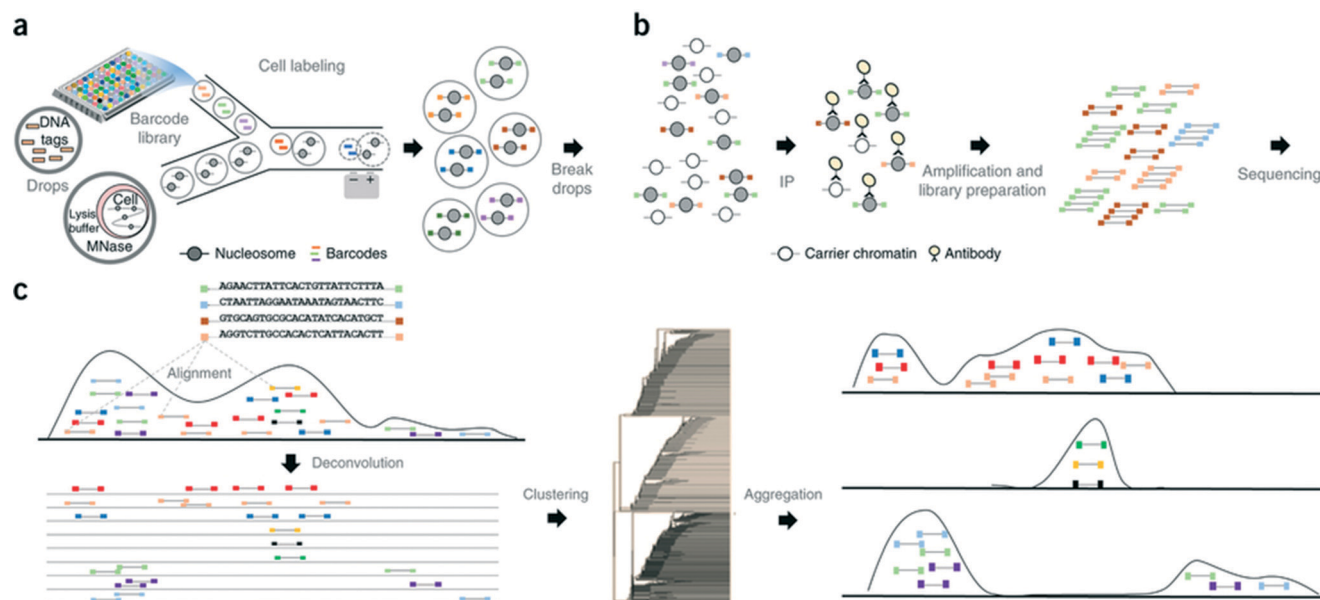 a
Cell labeling
Barcode
library
DNA
tags
Drops
Cell
Lysis
buffer
MNase
− +
Nucleosome
Barcodes
Break
drops
b
IP
Amplification and
library preparation
Sequencing
Carrier chromatin
Antibody
c
AGAACTTATTCACTGTTATTCTTTA
CTAATTAGGAATAAATAGTAACTTC
GTGCAGTGCGCACATATCACATGCT
AGGTCTTGCCACACTCATTACACTT
Alignment
Deconvolution
Clustering
Aggregation